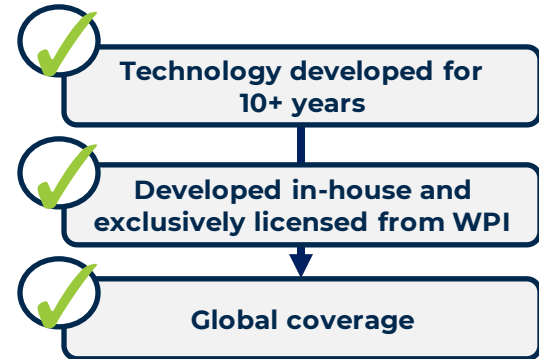 Technology developed for
10+ years
Developed in-house and
exclusively licensed from WPI
Global coverage